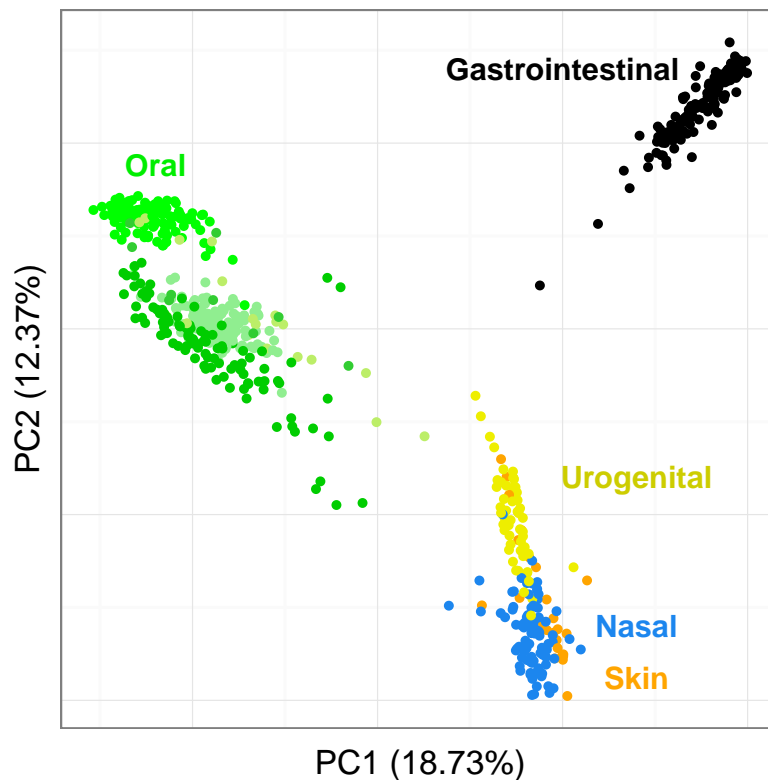 Gastrointestinal
Oral
PC2 (12.37%)
Urogenital
Nasal
Skin
PC1 (18.73%)